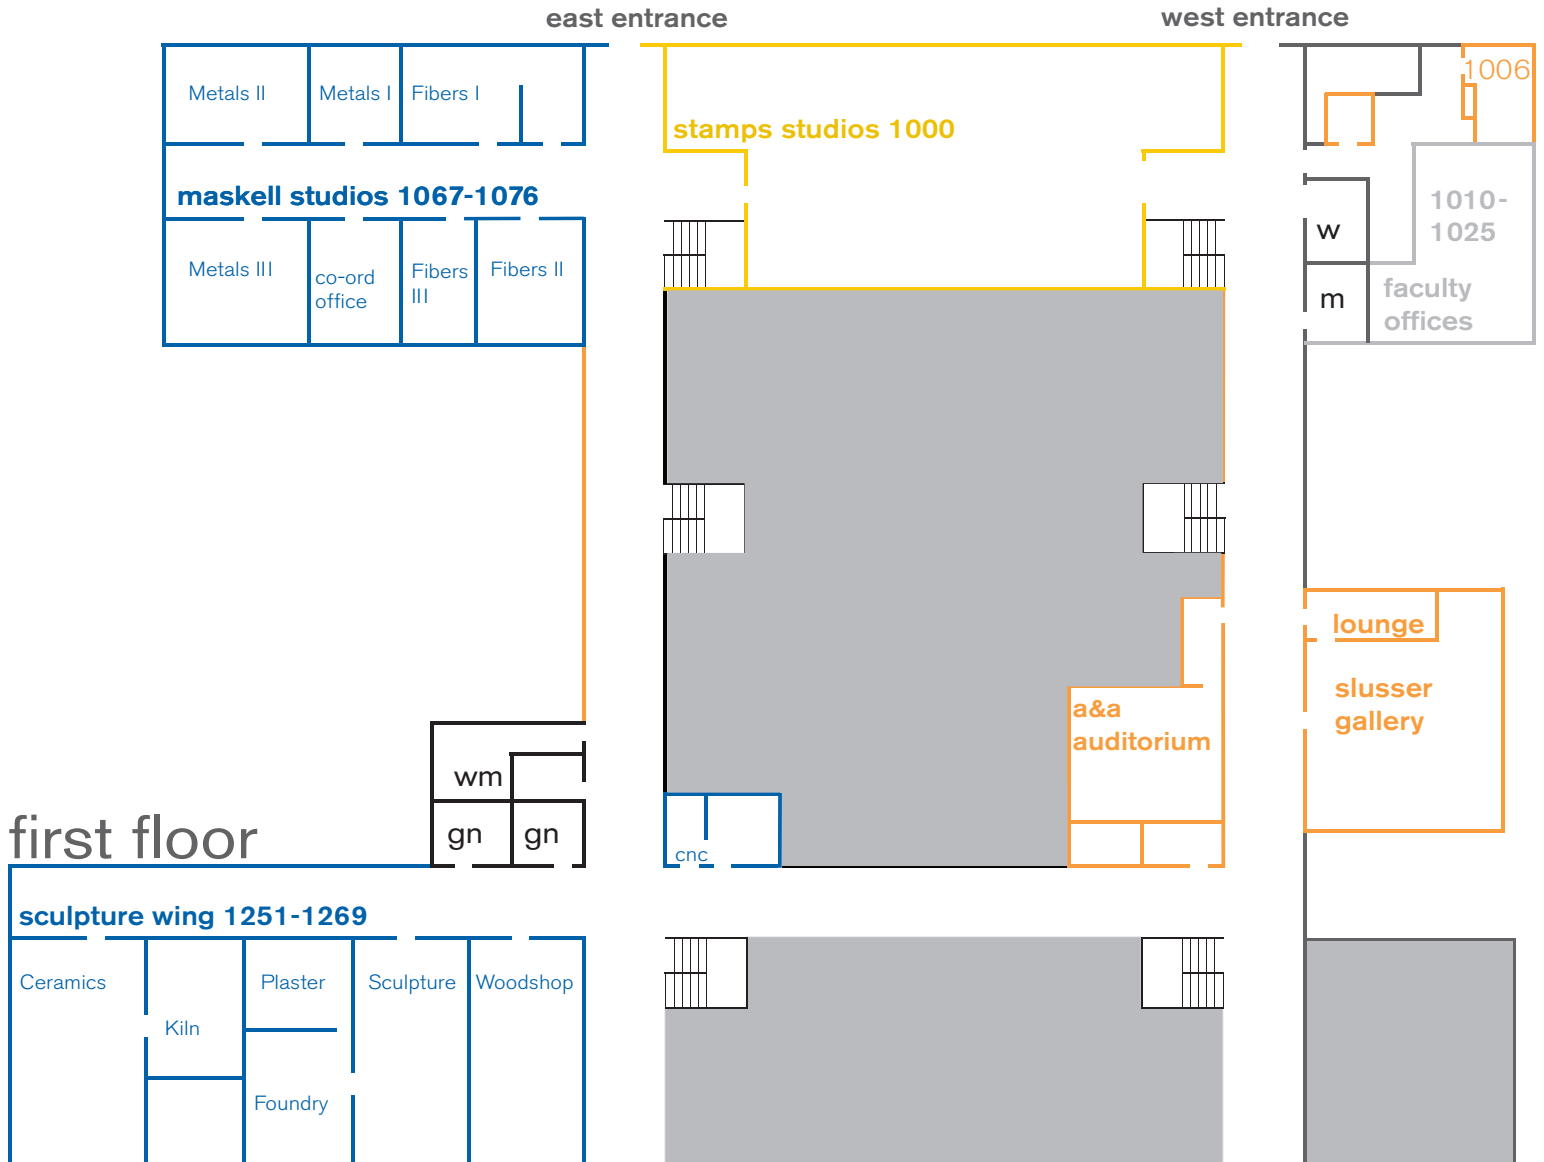 east entrance
west entrance
Metals II
Metals I
Fibers I
1006
stamps studios 1000
maskell studios 1067-1076
1010-
1025
w
Metals III
co-ord
office
Fibers
III
Fibers II
m
faculty
offices
lounge
slusser
gallery
a&a
auditorium
wm
gn
gn
first floor
cnc
sculpture wing 1251-1269
Ceramics
Kiln
Plaster
Sculpture
Woodshop
Foundry